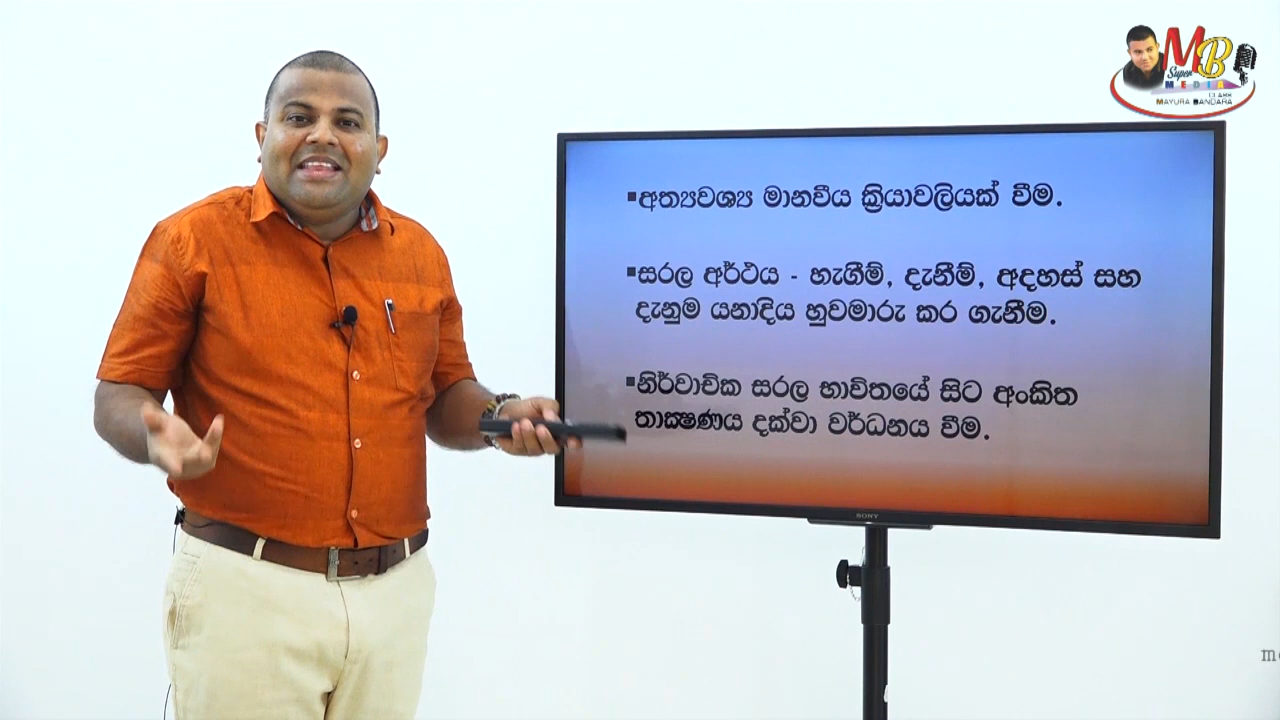 MB
Super
MEDIA
CLASS
MAYURA BANDARA
▪අත්‍යවශ්‍ය මානවීය ක්‍රියාවලියක් වීම.
▪සරල අර්ථය - හැගීම්, දැනීම්, අදහස් සහ
දැනුම යනාදිය හුවමාරු කර ගැනීම.
▪නිර්වාචික සරල භාවිතයේ සිට අංකිත
තාක්‍ෂණය දක්වා වර්ධනය වීම.
SONY